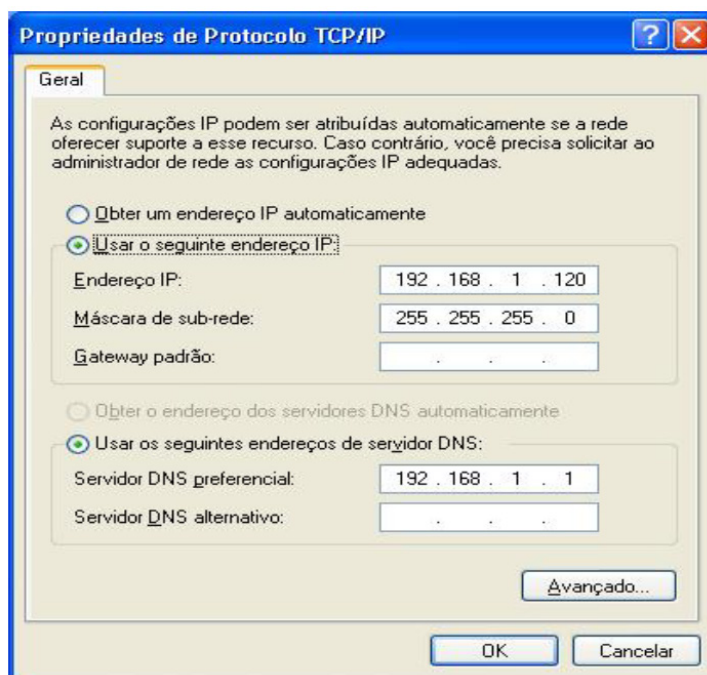 Propriedades de Protocolo TCP/IP
Geral
As configurações IP podem ser atribuídas automaticamente se a rede
oferecer suporte a esse recurso. Caso contrário, você precisa solicitar ao
administrador de rede as configurações IP adequadas.
Obter um endereço IP automaticamente
Usar o seguinte endereço IP:
Endereço IP: 192 . 168 . 1 . 120
Máscara de sub-rede: 255 . 255 . 255 . 0
Gateway padrão: . . .
Obter o endereço dos servidores DNS automaticamente
Usar os seguintes endereços de servidor DNS:
Servidor DNS preferencial: 192 . 168 . 1 . 1
Servidor DNS alternativo: . . .
Avançado...
OK Cancelar